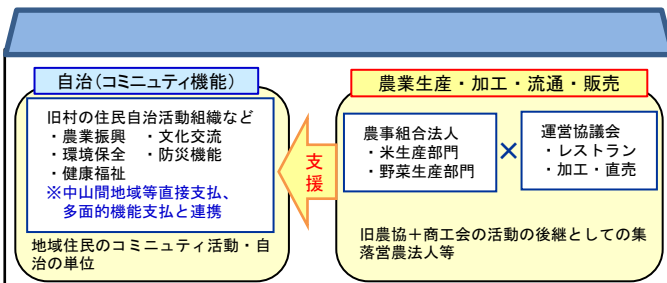 自治(コミュニティ機能)
旧村の住民自治活動組織など
・農業振興 ・文化交流
・環境保全 ・防災機能
・健康福祉
※中山間地域等直接支払、
多面的機能支払と連携
地域住民のコミュニティ活動・自
治の単位
支援
農業生産・加工・流通・販売
農事組合法人
・米生産部門
・野菜生産部門
×
運営協議会
・レストラン
・加工・直売
旧農協+商工会の活動の後継としての集
落営農法人等